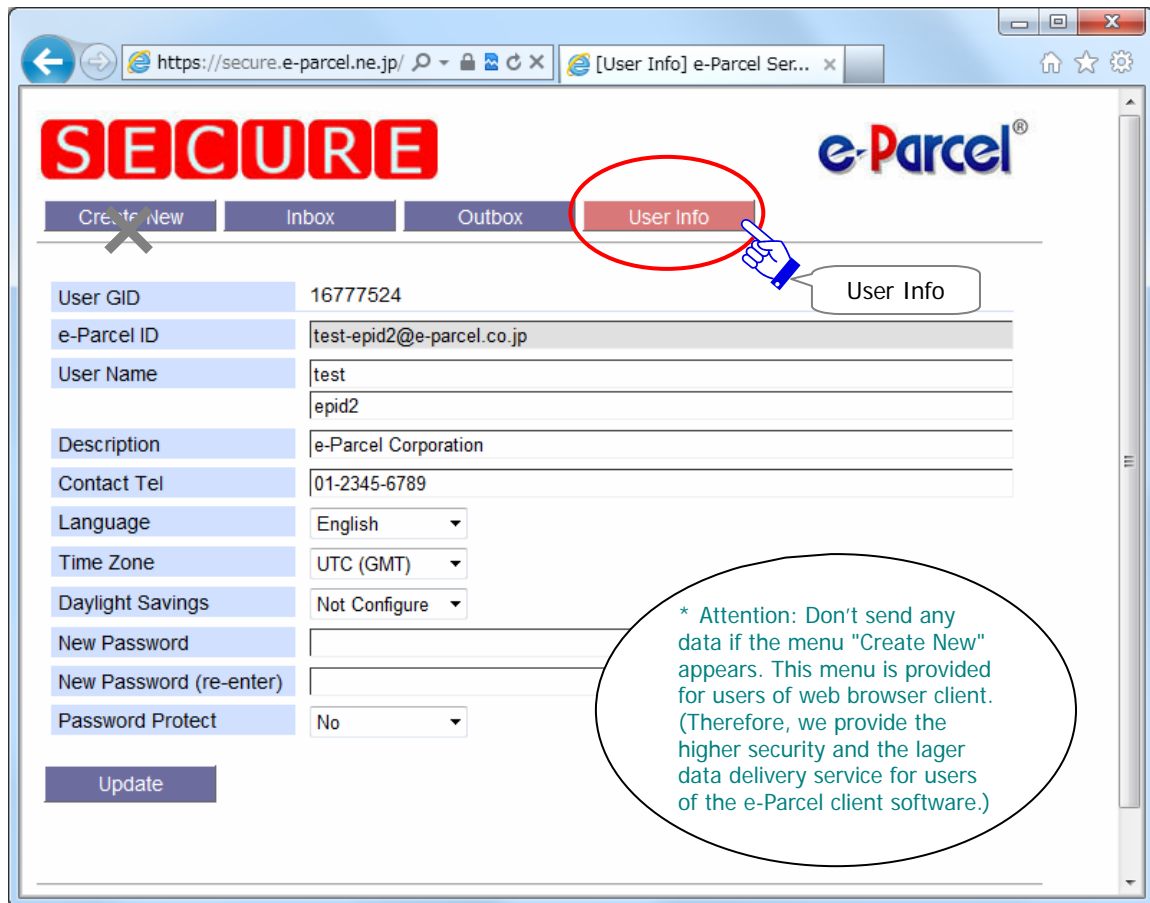 https://secure.e-parcel.ne.jp/
[User Info] e-Parcel Ser...
SECURE
e-Parcel®
Create New Inbox Outbox User Info
User Info
User GID 16777524
e-Parcel ID test-epid2@e-parcel.co.jp
User Name test
epid2
Description e-Parcel Corporation
Contact Tel 01-2345-6789
Language English
Time Zone UTC (GMT)
Daylight Savings Not Configure
New Password
New Password (re-enter)
Password Protect No
Update
* Attention: Don’t send any
data if the menu "Create New"
appears. This menu is provided
for users of web browser client.
(Therefore, we provide the
higher security and the lager
data delivery service for users
of the e-Parcel client software.)